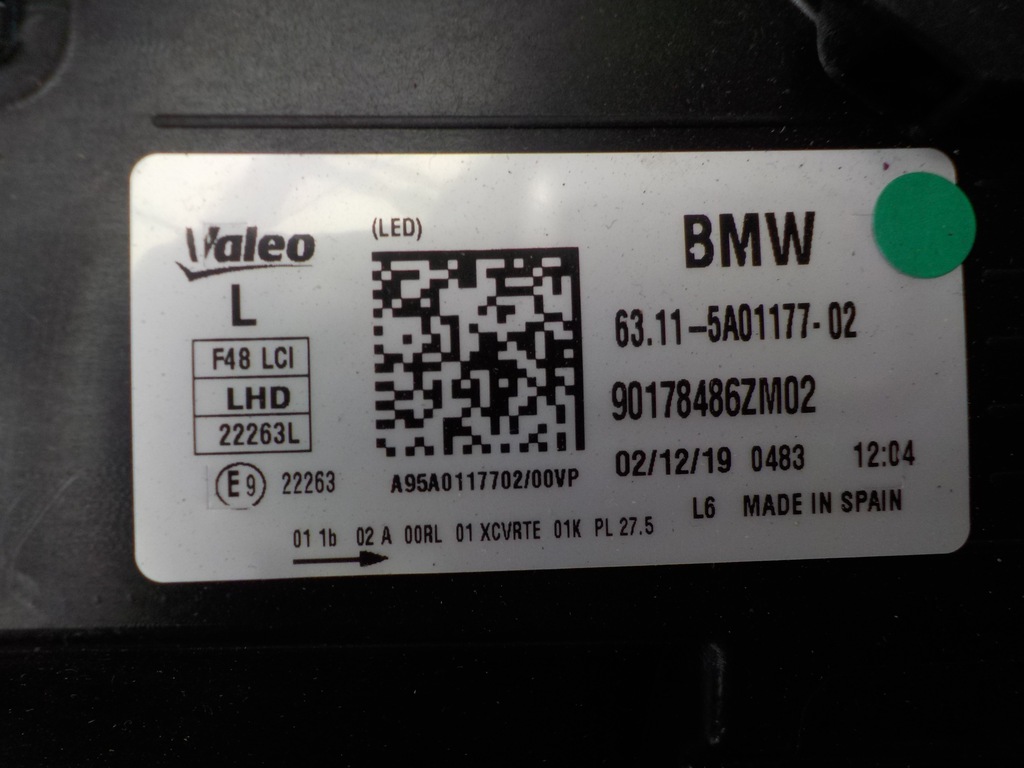 Valeo
L
F48 LCI
LHD
22263L
E9 22263
(LED)
A95A0117702/00VP
BMW
63.11-5A01177-02
90178486ZM02
02/12/19 0483 12:04
L6 MADE IN SPAIN
01 1b 02 A 00RL 01 XCVRTE 01K PL 27.5